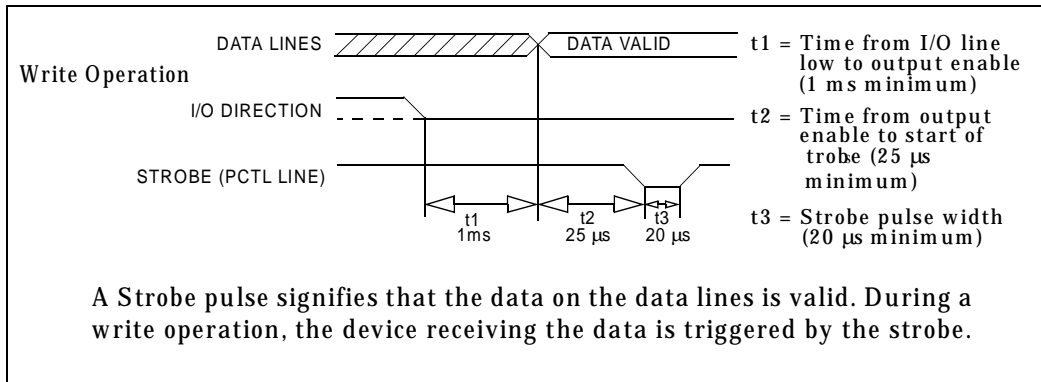 DATA LINES
DATA VALID
Write Operation
I/O DIRECTION
STROBE (PCTL LINE)
t1
1ms
t2
25 µs
t3
20 µs
t1 = Time from I/O line
low to output enable
(1 ms minimum)
t2 = Time from output
enable to start of
trobe (25 µs
minimum)
t3 = Strobe pulse width
(20 µs minimum)
A Strobe pulse signifies that the data on the data lines is valid. During a
write operation, the device receiving the data is triggered by the strobe.